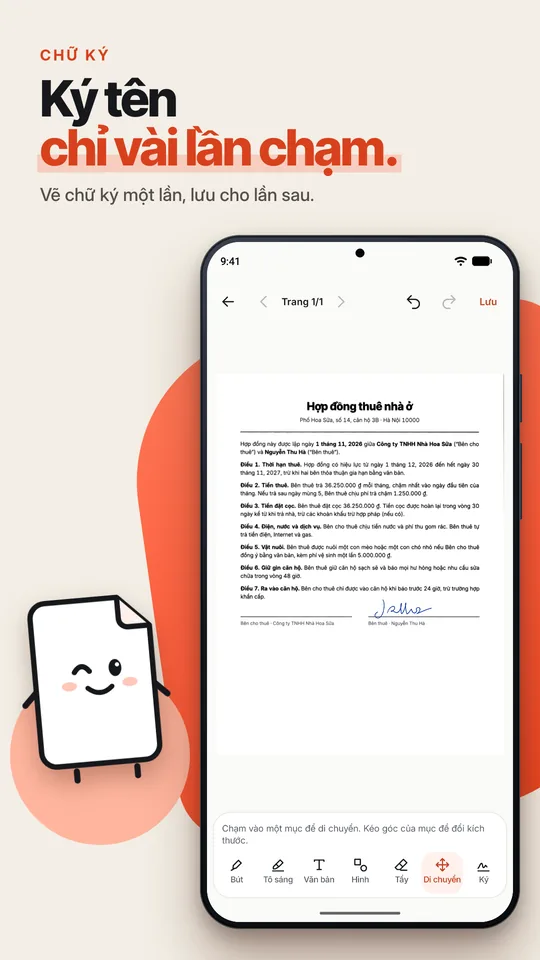 CHỮ KÝ
Ký tên
chỉ vài lần chạm.
Vẽ chữ ký một lần, lưu cho lần sau.
9:41
Trang 1/1
Lưu
Hợp đồng thuê nhà ở
Phố Hoa Sữa, số 14, căn hộ 3B · Hà Nội 10000
Hợp đồng này được lập ngày 1 tháng 11, 2026 giữa Công ty TNHH Nhà Hoa Sữa ("Bên cho
thuê") và Nguyễn Thu Hà ("Bên thuê").
Điều 1. Thời hạn thuê. Hợp đồng có hiệu lực từ ngày 1 tháng 12, 2026 đến hết ngày 30
tháng 11, 2027, trừ khi hai bên thỏa thuận gia hạn bằng văn bản.
Điều 2. Tiền thuê. Bên thuê trả 36.250.000 ₫ mỗi tháng, chậm nhất vào ngày đầu tiên của
tháng. Nếu trả sau ngày mùng 5, Bên thuê chịu phí trả chậm 1.250.000 ₫.
Điều 3. Tiền đặt cọc. Bên thuê đặt cọc 36.250.000 ₫. Tiền cọc được hoàn lại trong vòng 30
ngày kể từ khi trả nhà, trừ các khoản khấu trừ hợp pháp (nếu có).
Điều 4. Điện, nước và dịch vụ. Bên cho thuê chịu tiền nước và phí thu gom rác. Bên thuê tự
trả tiền điện, Internet và gas.
Điều 5. Vật nuôi. Bên thuê được nuôi một con mèo hoặc một con chó nhỏ nếu Bên cho thuê
đồng ý bằng văn bản, kèm phí vệ sinh một lần 5.000.000 ₫.
Điều 6. Giữ gìn căn hộ. Bên thuê giữ căn hộ sạch sẽ và báo mọi hư hỏng hoặc nhu cầu sửa
chữa trong vòng 48 giờ.
Điều 7. Ra vào căn hộ. Bên cho thuê chỉ được vào căn hộ khi báo trước 24 giờ, trừ trường hợp
khẩn cấp.
Bên cho thuê · Công ty TNHH Nhà Hoa Sữa
Bên thuê · Nguyễn Thu Hà
Chạm vào một mục để di chuyển. Kéo góc của mục để đổi kích
thước.
Bút
Tô sáng
Văn bản
Hình
Tẩy
Di chuyển
Ký